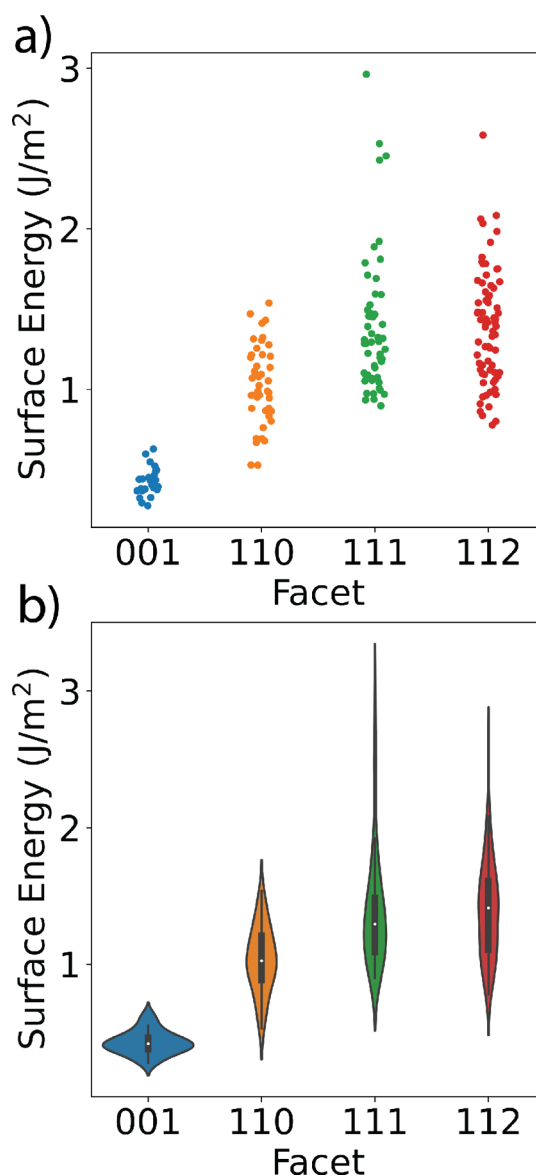 a)
3
2
1
Surface Energy (J/m²)
001 110 111 112
Facet
b)
3
2
1
Surface Energy (J/m²)
001 110 111 112
Facet